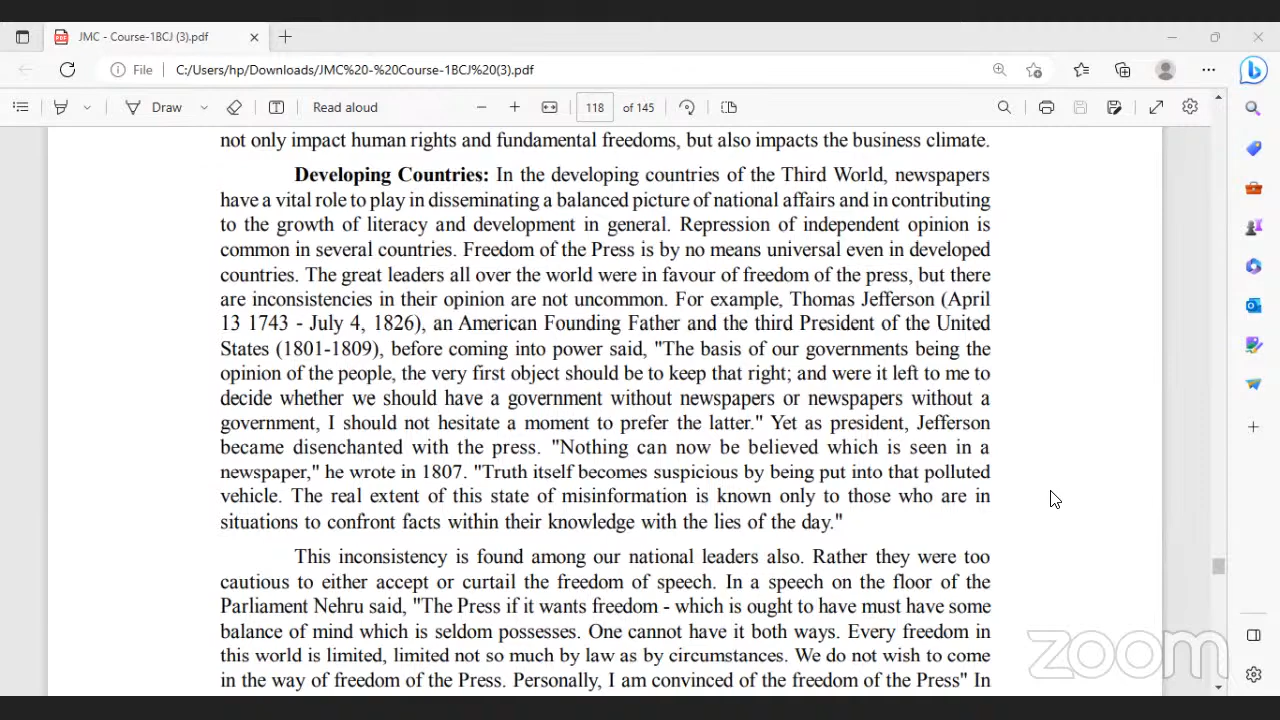 JMC - Course-1BCJ (3).pdf
File
C:/Users/hp/Downloads/JMC%20-%20Course-1BCJ%20(3).pdf
Draw
Read aloud
118 of 145
not only impact human rights and fundamental freedoms, but also impacts the business climate.
Developing Countries: In the developing countries of the Third World, newspapers
have a vital role to play in disseminating a balanced picture of national affairs and in contributing
to the growth of literacy and development in general. Repression of independent opinion is
common in several countries. Freedom of the Press is by no means universal even in developed
countries. The great leaders all over the world were in favour of freedom of the press, but there
are inconsistencies in their opinion are not uncommon. For example, Thomas Jefferson (April
13 1743 - July 4, 1826), an American Founding Father and the third President of the United
States (1801-1809), before coming into power said, "The basis of our governments being the
opinion of the people, the very first object should be to keep that right; and were it left to me to
decide whether we should have a government without newspapers or newspapers without a
government, I should not hesitate a moment to prefer the latter." Yet as president, Jefferson
became disenchanted with the press. "Nothing can now be believed which is seen in a
newspaper," he wrote in 1807. "Truth itself becomes suspicious by being put into that polluted
vehicle. The real extent of this state of misinformation is known only to those who are in
situations to confront facts within their knowledge with the lies of the day."
This inconsistency is found among our national leaders also. Rather they were too
cautious to either accept or curtail the freedom of speech. In a speech on the floor of the
Parliament Nehru said, "The Press if it wants freedom - which is ought to have must have some
balance of mind which is seldom possesses. One cannot have it both ways. Every freedom in
this world is limited, limited not so much by law as by circumstances. We do not wish to come
in the way of freedom of the Press. Personally, I am convinced of the freedom of the Press" In
zoom